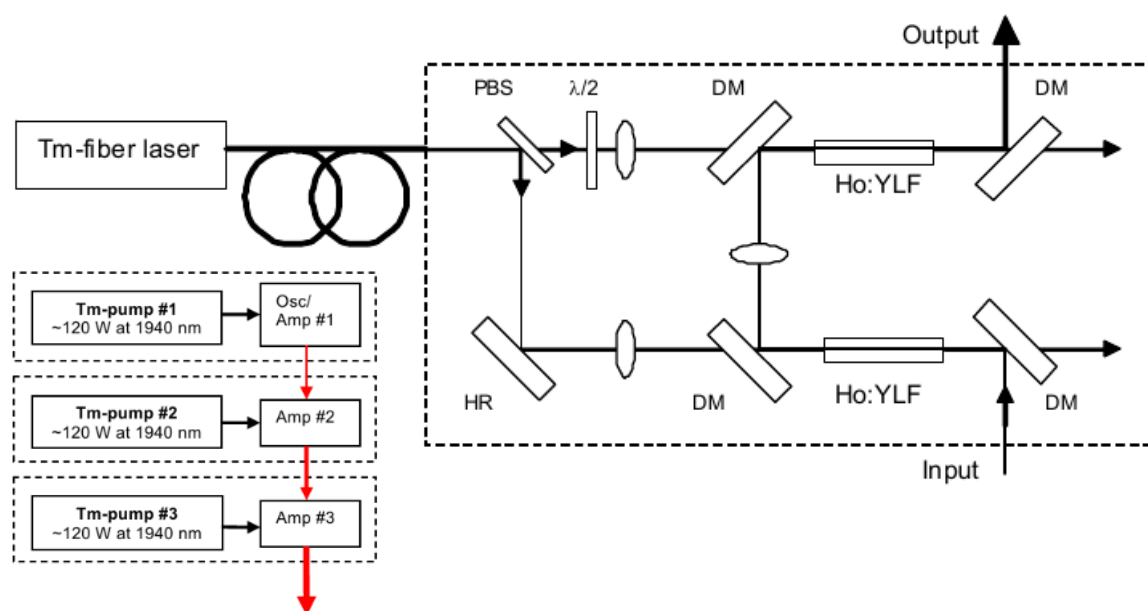 Output
PBS
λ/2
DM
DM
Tm-fiber laser
Ho:YLF
Tm-pump #1
~120 W at 1940 nm
Osc/
Amp #1
HR
DM
Ho:YLF
DM
Tm-pump #2
~120 W at 1940 nm
Amp #2
Input
Tm-pump #3
~120 W at 1940 nm
Amp #3